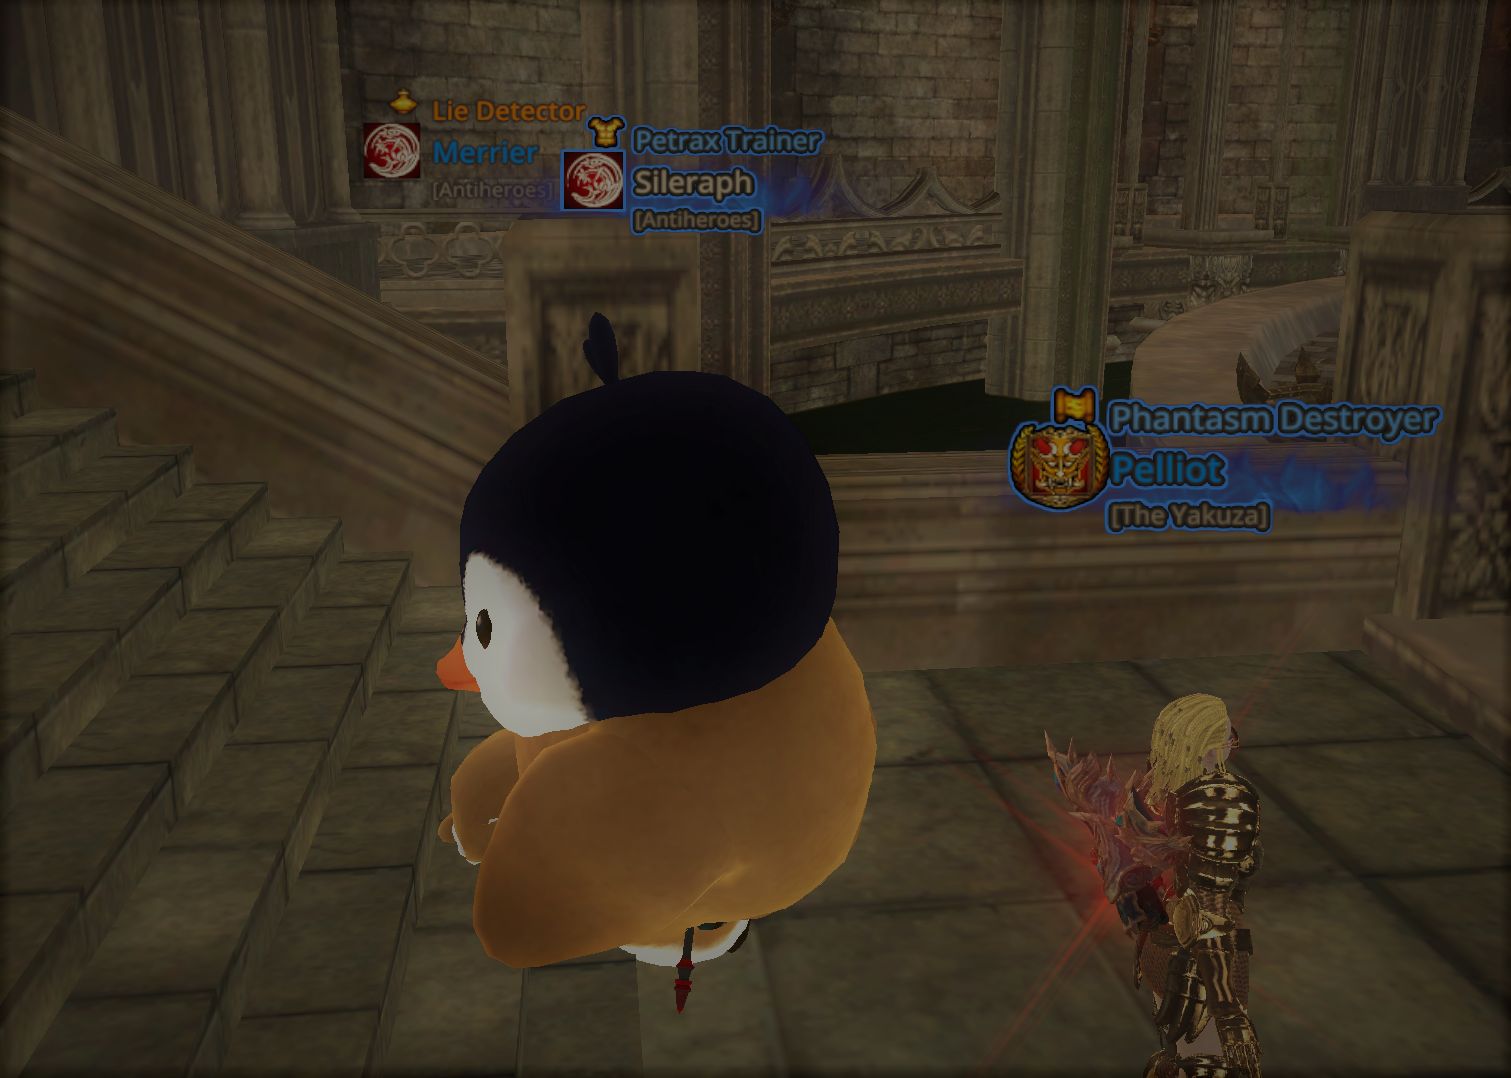 Lie Detector
Merrier
[Antiheroes]
Petrax Trainer
Sileraph
[Antiheroes]
Phantasm Destroyer
Pelliot
[The Yakuza]